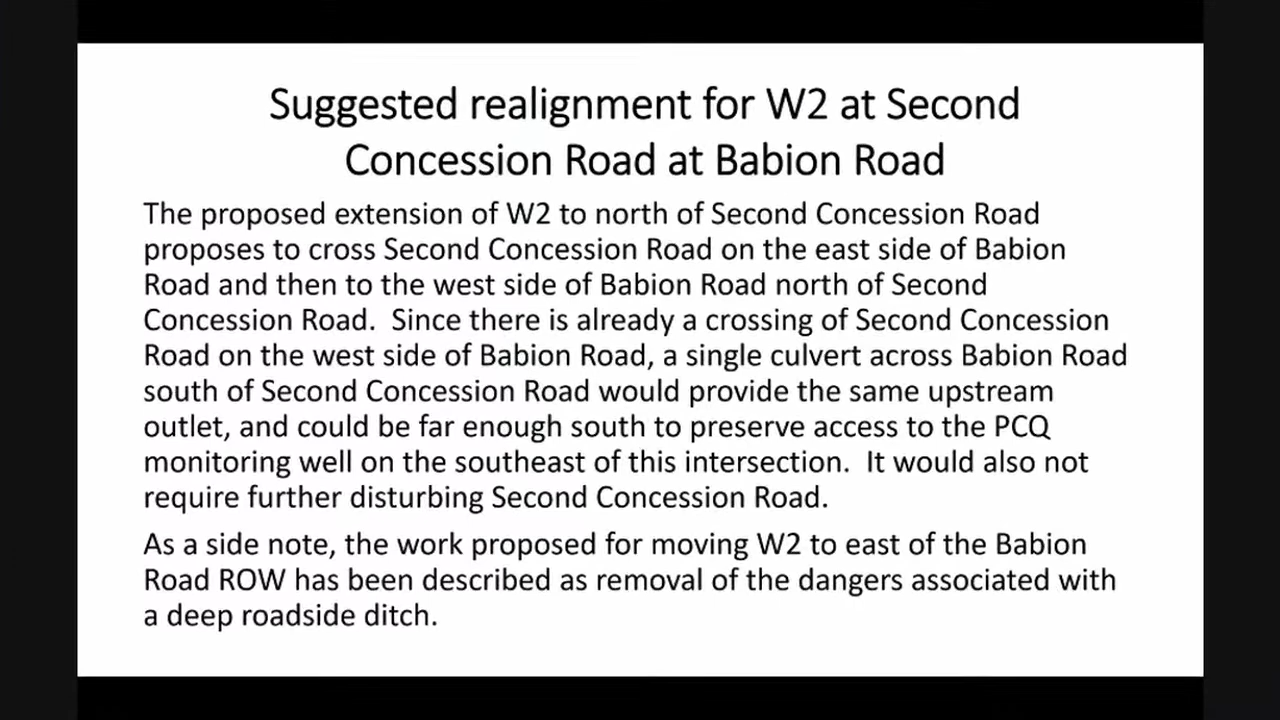 Suggested realignment for W2 at Second
Concession Road at Babion Road
The proposed extension of W2 to north of Second Concession Road
proposes to cross Second Concession Road on the east side of Babion
Road and then to the west side of Babion Road north of Second
Concession Road.  Since there is already a crossing of Second Concession
Road on the west side of Babion Road, a single culvert across Babion Road
south of Second Concession Road would provide the same upstream
outlet, and could be far enough south to preserve access to the PCQ
monitoring well on the southeast of this intersection.  It would also not
require further disturbing Second Concession Road.
As a side note, the work proposed for moving W2 to east of the Babion
Road ROW has been described as removal of the dangers associated with
a deep roadside ditch.